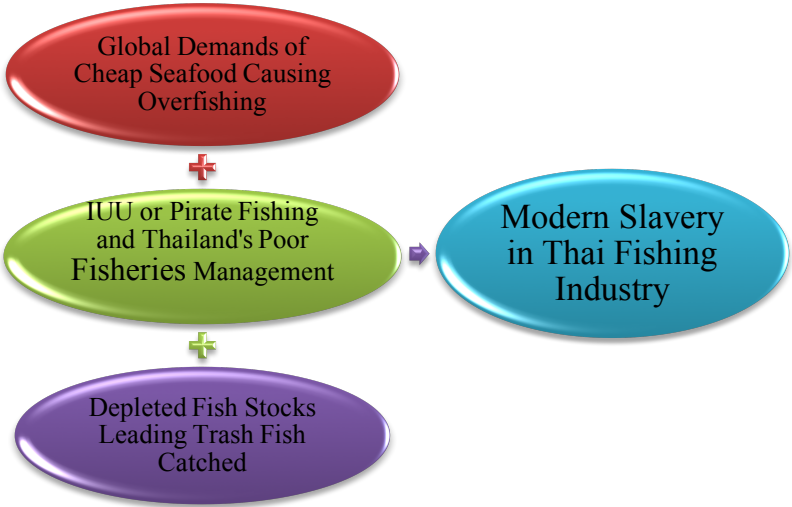 Global Demands of
Cheap Seafood Causing
Overfishing
IUU or Pirate Fishing
and Thailand's Poor
Fisheries Management
Depleted Fish Stocks
Leading Trash Fish
Catched
Modern Slavery
in Thai Fishing
Industry